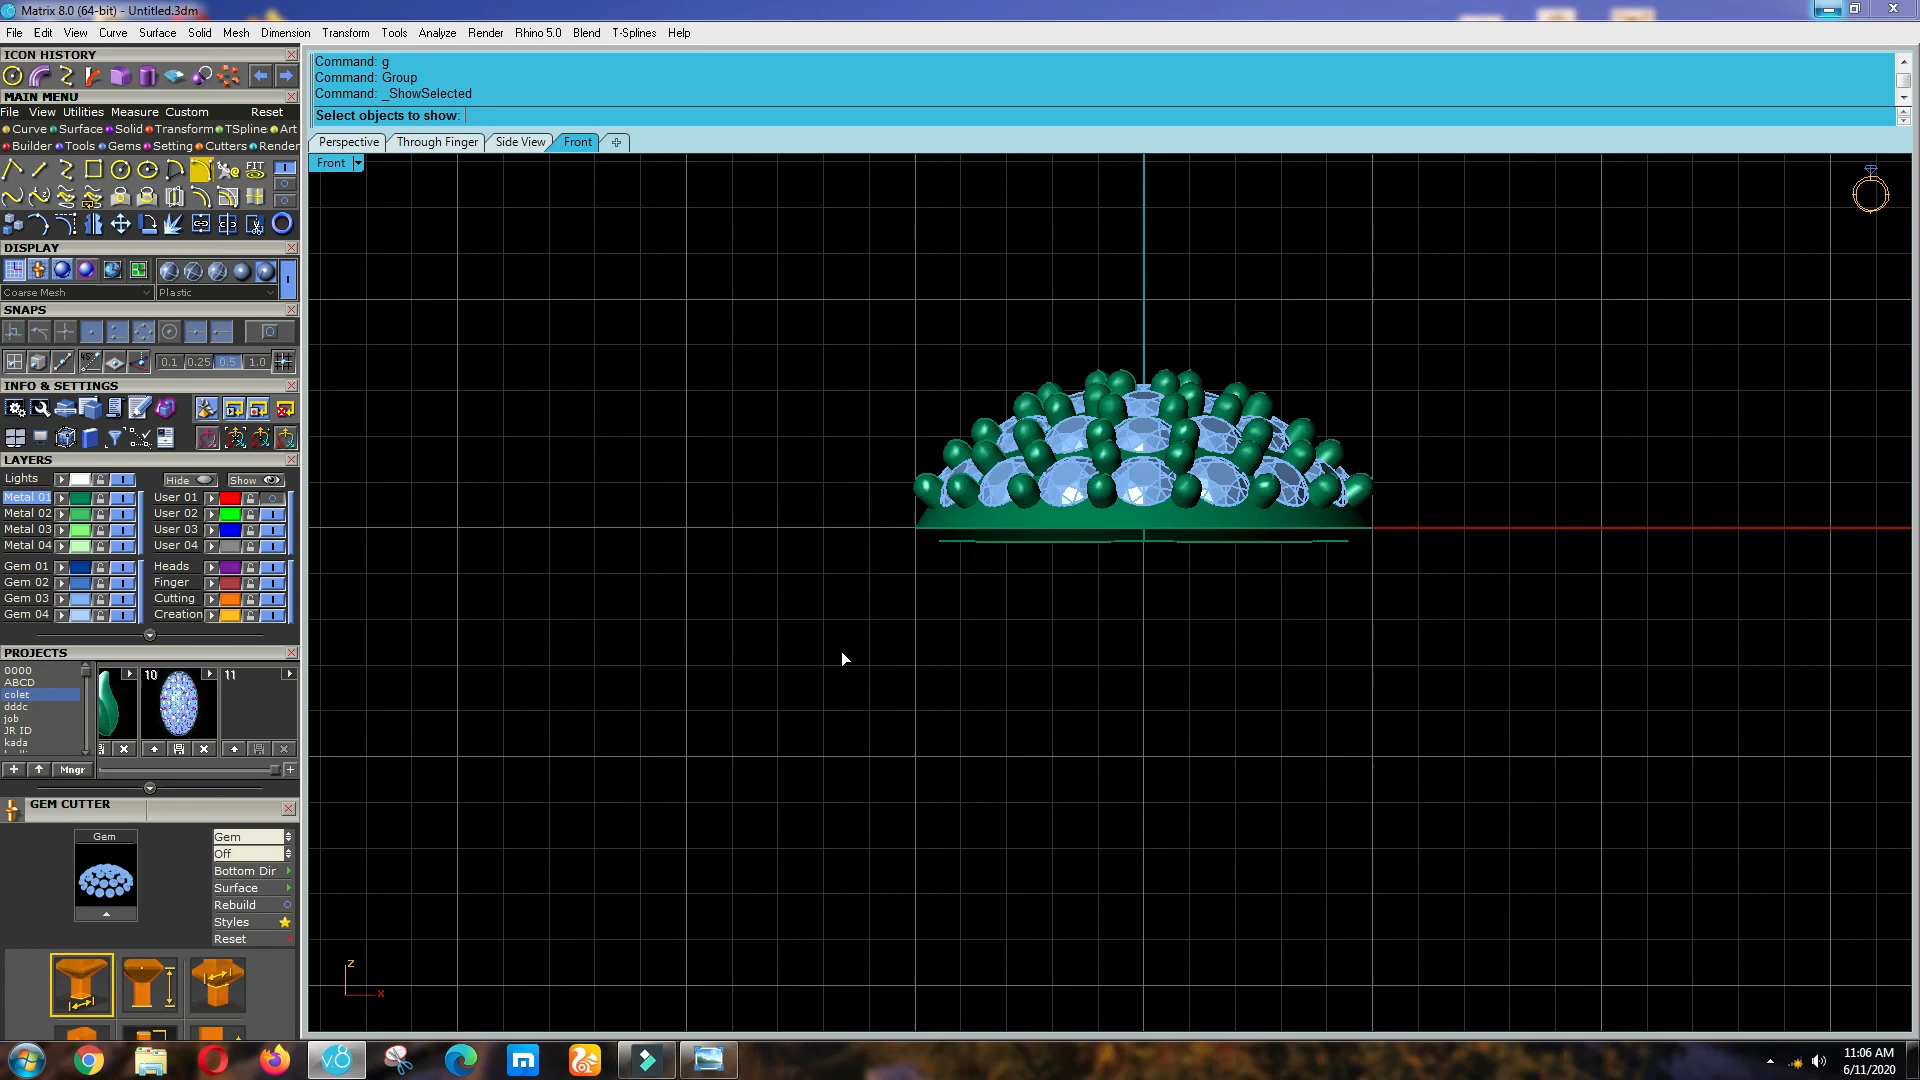 Matrix 8.0 (64-bit) - Untitled.3dm
File Edit View Curve Surface Solid Mesh Dimension Transform Tools Analyze Render Rhino 5.0 Blend T-Splines Help
ICON HISTORY
MAIN MENU
File View Utilities Measure Custom Reset
Curve Surface Solid Transform TSpline Art
Builder Tools Gems Setting Cutters Render
FIT
DISPLAY
Coarse Mesh Plastic
SNAPS
0.1 0.25 0.5 1.0
INFO & SETTINGS
LAYERS
Lights Hide Show
Metal 01 User 01
Metal 02 User 02
Metal 03 User 03
Metal 04 User 04
Gem 01 Heads
Gem 02 Finger
Gem 03 Cutting
Gem 04 Creation
PROJECTS
0000
ABCD
colet
dddc
job
JR ID
kada
10 11
Mngr
GEM CUTTER
Gem
Gem
Off
Bottom Dir
Surface
Rebuild
Styles
Reset
Command: g
Command: Group
Command: _ShowSelected
Select objects to show:
Perspective Through Finger Side View Front
Front
z
x
v8
11:06 AM
6/11/2020